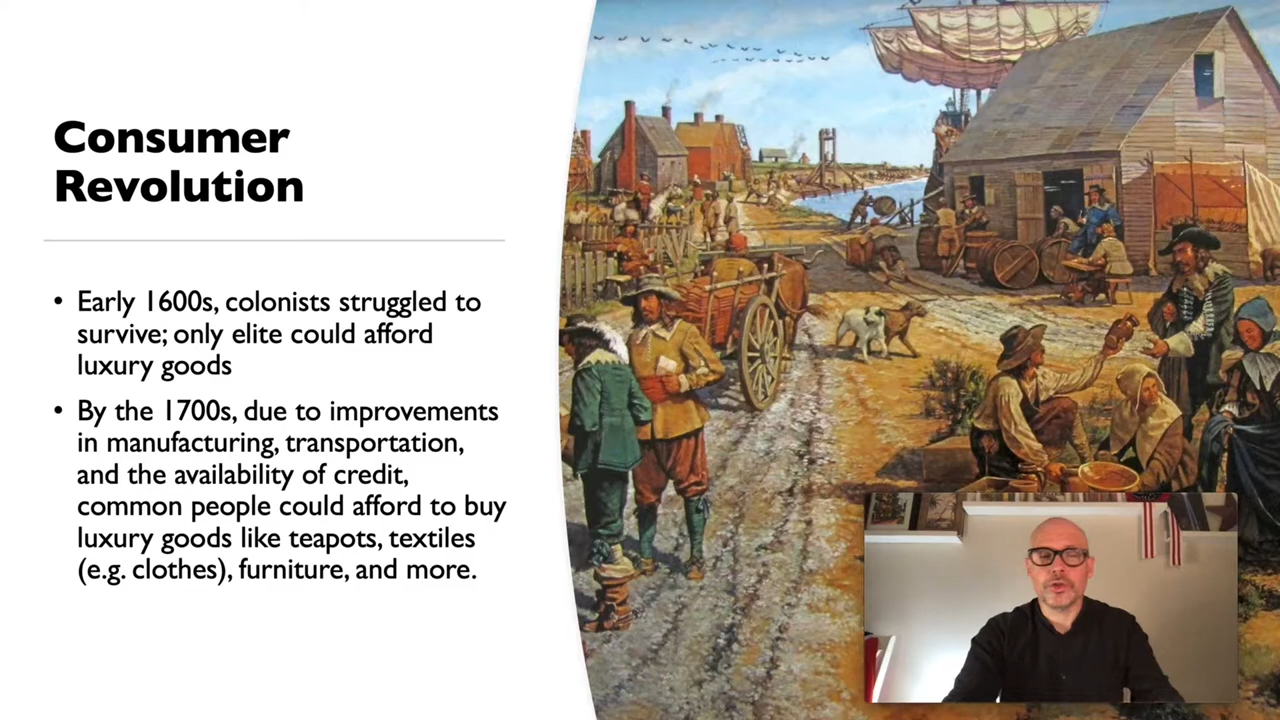 Consumer
Revolution
• Early 1600s, colonists struggled to
survive; only elite could afford
luxury goods
• By the 1700s, due to improvements
in manufacturing, transportation,
and the availability of credit,
common people could afford to buy
luxury goods like teapots, textiles
(e.g. clothes), furniture, and more.